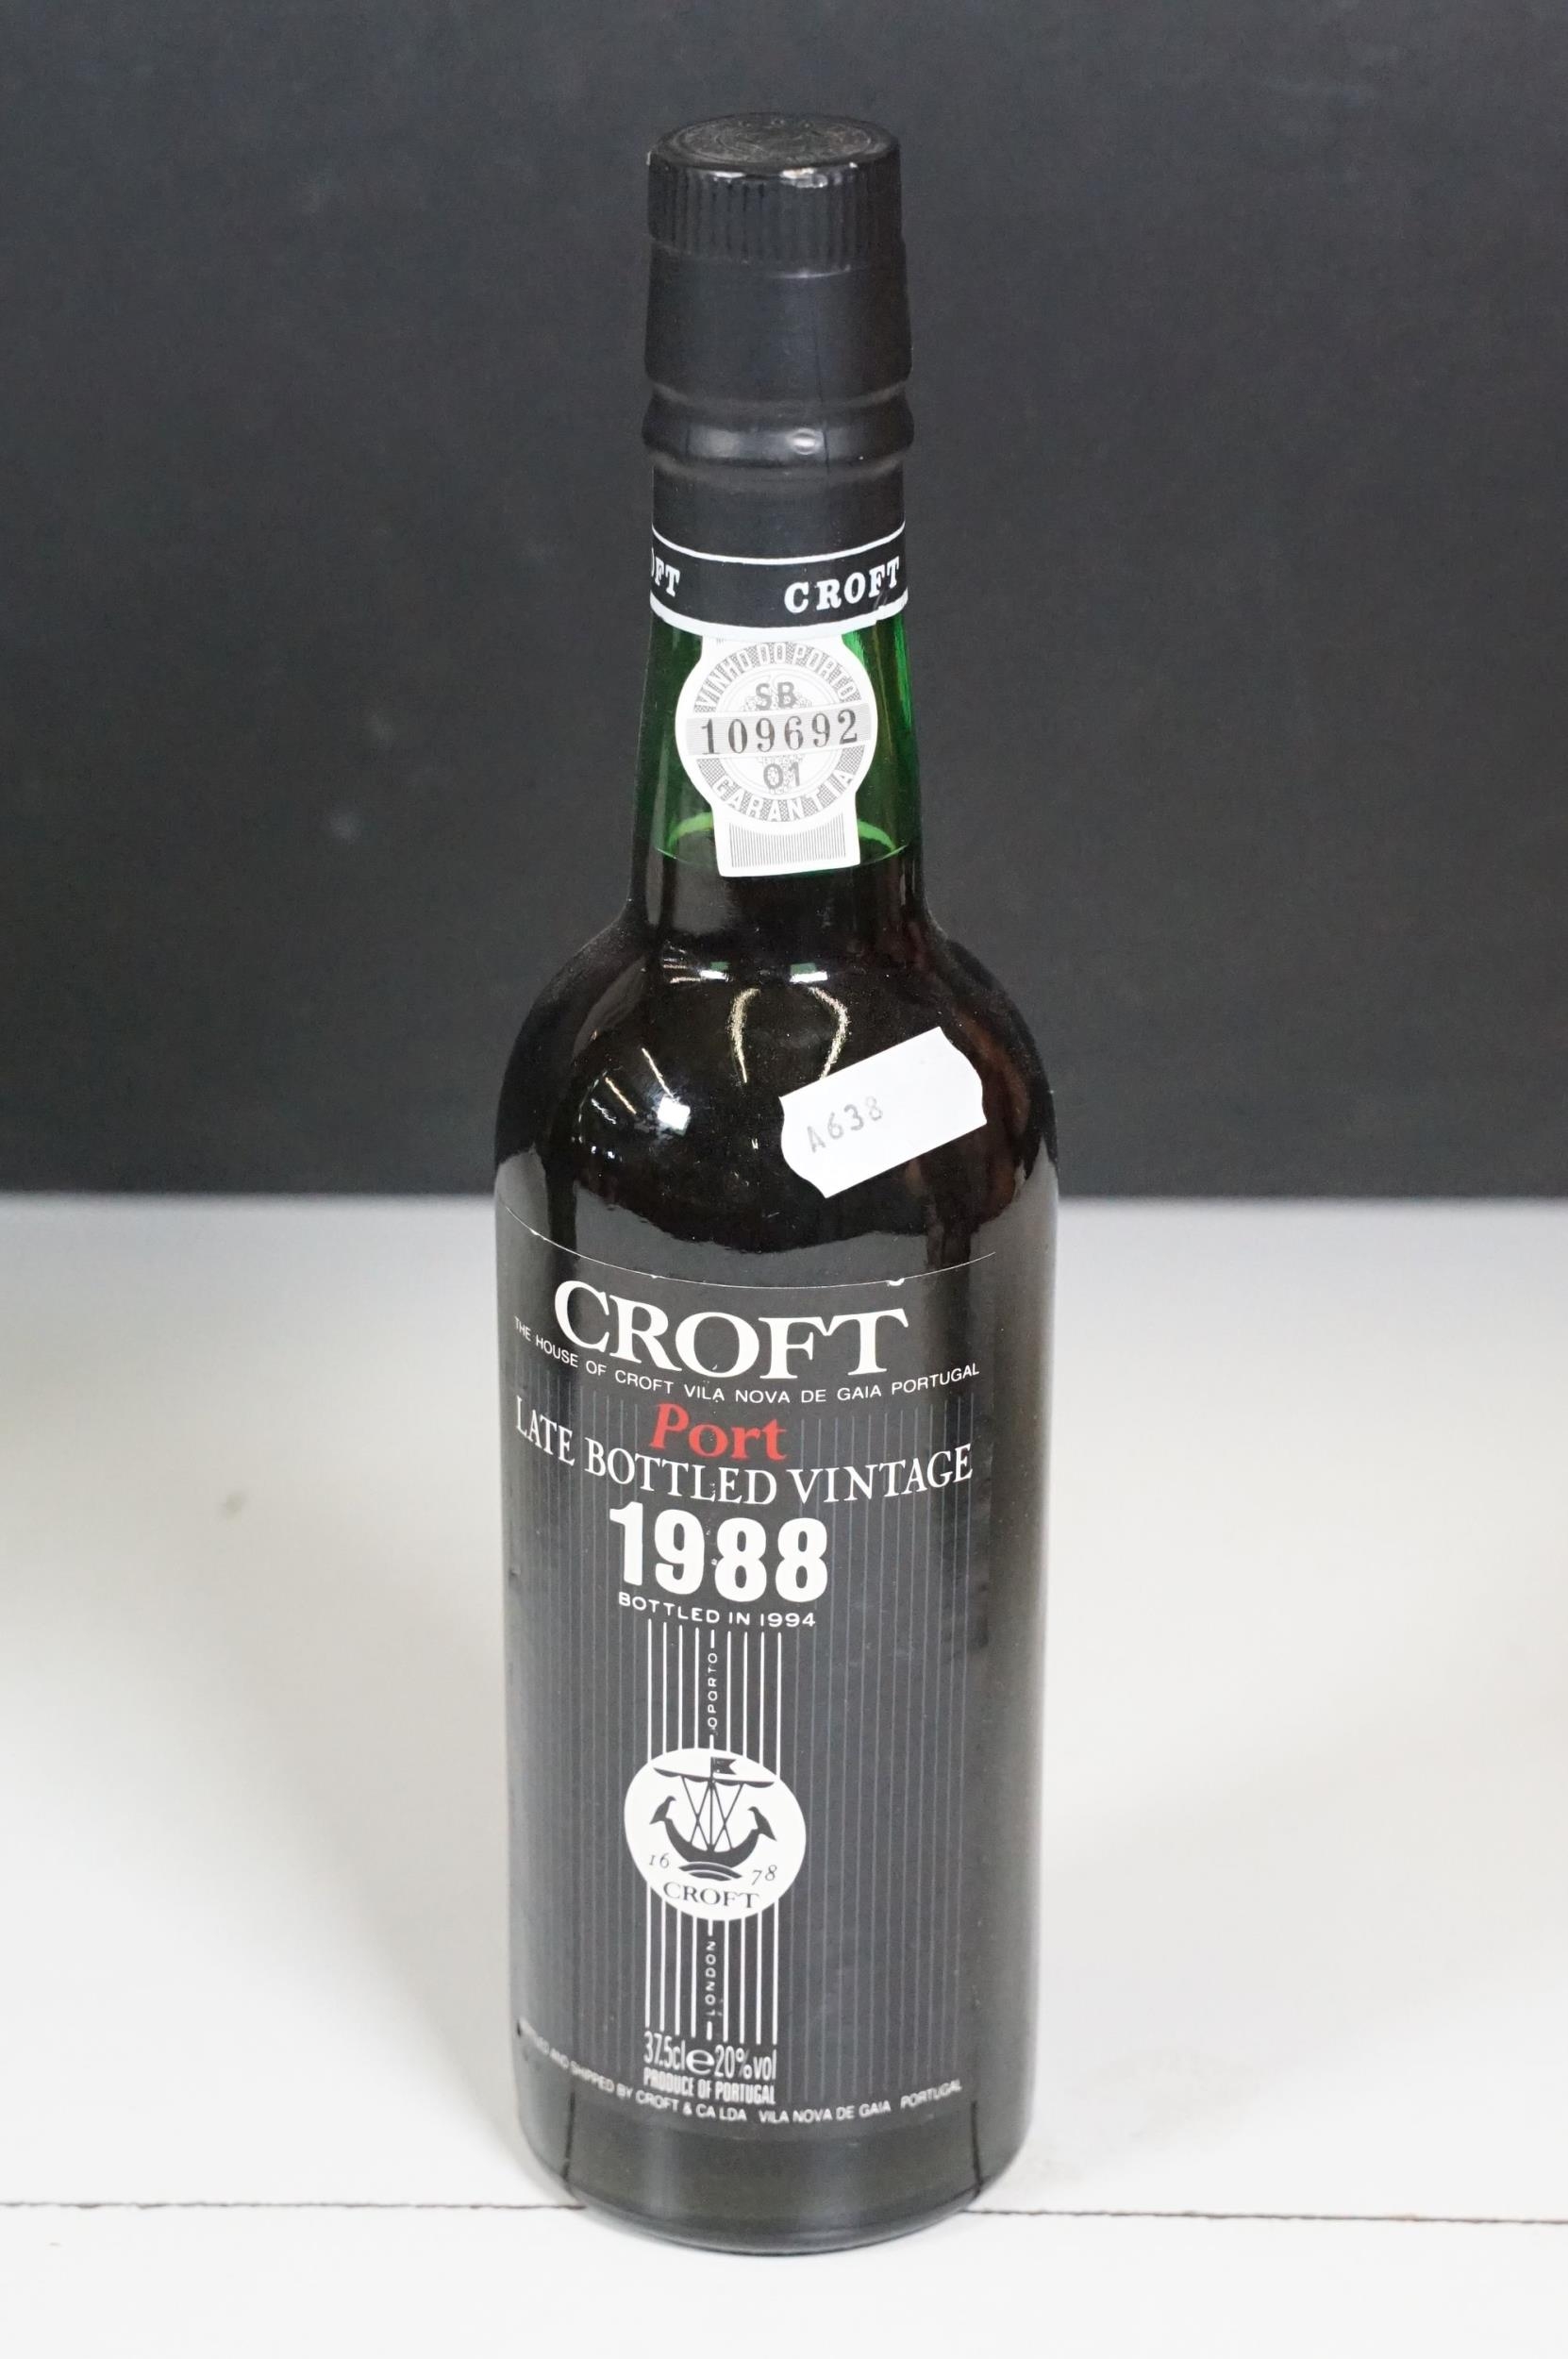 OFT CROFT
VINHO DO PORTO
SB
109692
01
GARANTIA
A638
CROFT
THE HOUSE OF CROFT VILA NOVA DE GAIA PORTUGAL
Port
LATE BOTTLED VINTAGE
1988
BOTTLED IN 1994
OPORTO
16 78
CROFT
LONDON
37.5cl e 20%vol
PRODUCE OF PORTUGAL
AND SHIPPED BY CROFT & CA LDA VILA NOVA DE GAIA PORTUGAL